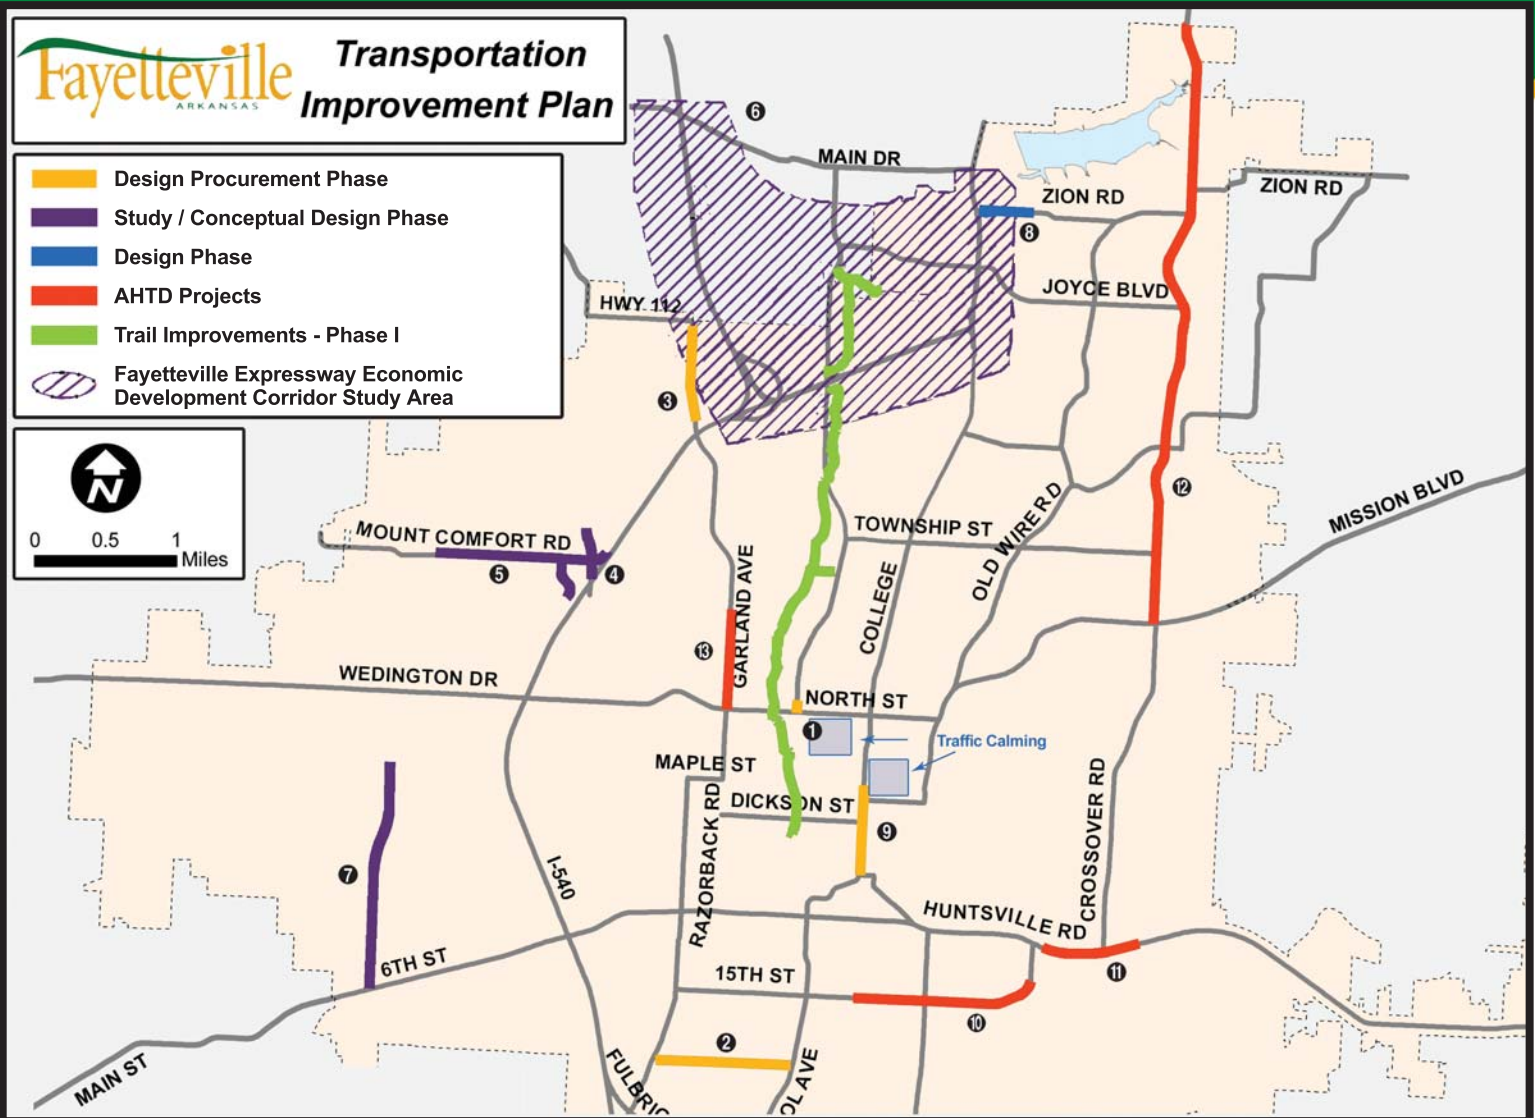 Fayetteville
ARKANSAS
Transportation
Improvement Plan
Design Procurement Phase
Study / Conceptual Design Phase
Design Phase
AHTD Projects
Trail Improvements - Phase I
Fayetteville Expressway Economic
Development Corridor Study Area
N
0 0.5 1
Miles
6
MAIN DR
ZION RD
ZION RD
8
HWY 112
JOYCE BLVD
3
12
MISSION BLVD
MOUNT COMFORT RD
TOWNSHIP ST
OLD WIRE RD
5
4
GARLAND AVE
COLLEGE
13
WEDINGTON DR
NORTH ST
1
Traffic Calming
MAPLE ST
DICKSON ST
RAZORBACK RD
CROSSOVER RD
9
7
I-540
HUNTSVILLE RD
6TH ST
15TH ST
11
10
2
MAIN ST
FULBRIC
OL AVE